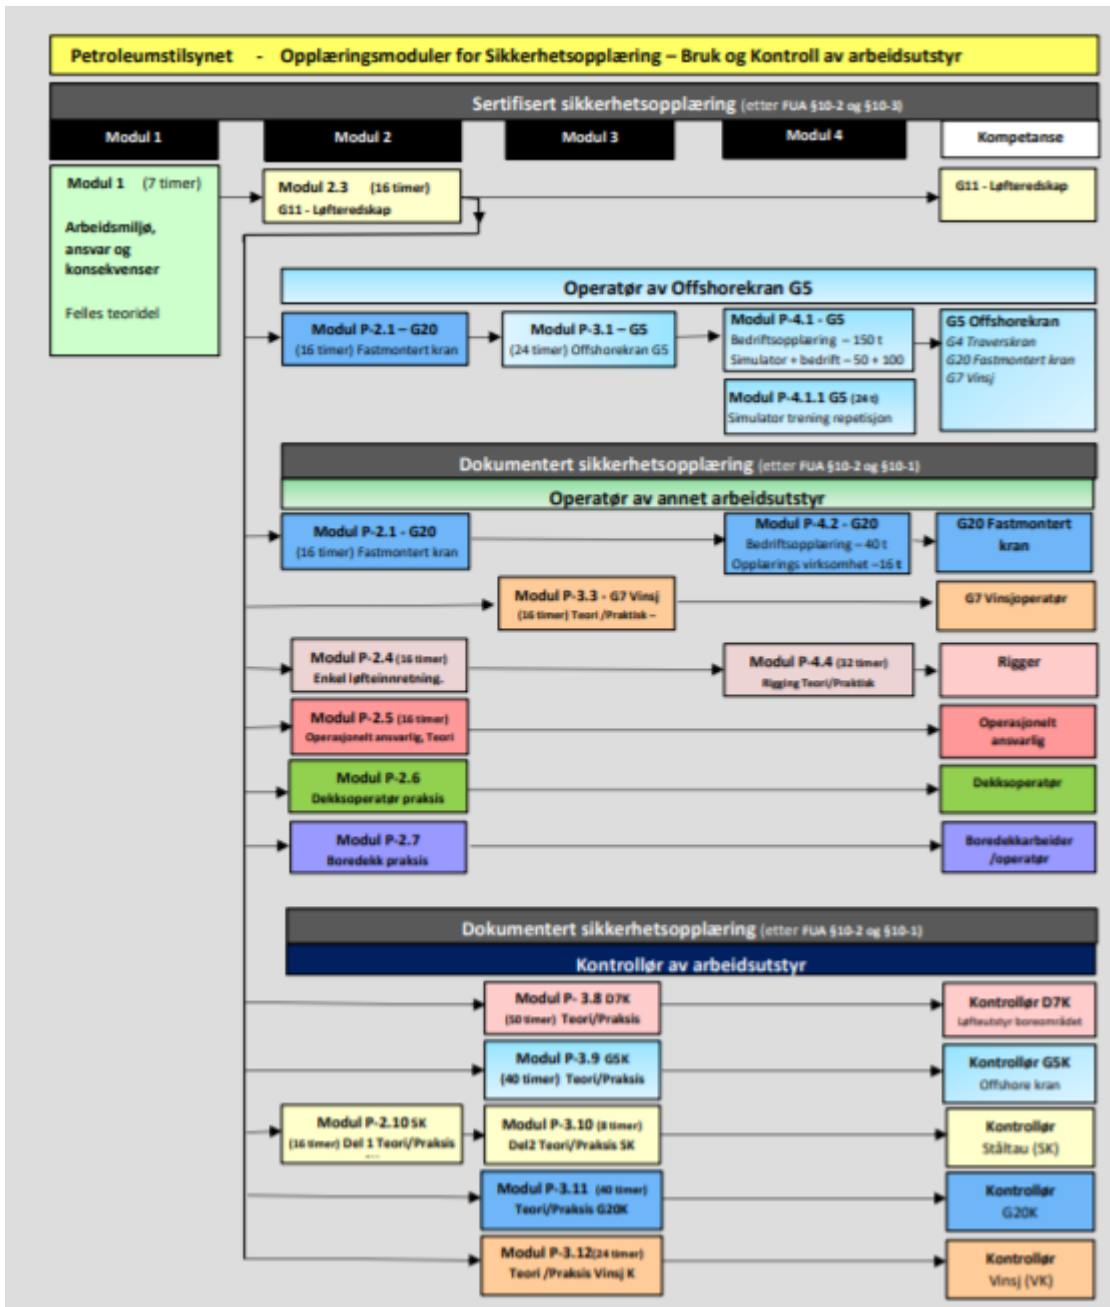 Petroleumstilsynet - Opplæringsmoduler for Sikkerhetsopplæring – Bruk og Kontroll av arbeidsutstyr
Sertifisert sikkerhetsopplæring (etter FUA §10-2 og §10-3)
Modul 1
Modul 2
Modul 3
Modul 4
Kompetanse
Modul 1 (7 timer)
Arbeidsmiljø,
ansvar og
konsekvenser
Felles teoridel
Modul 2.3 (16 timer)
G11 - Løfteredskap
G11 - Løfteredskap
Operatør av Offshorekran G5
Modul P-2.1 – G20
(16 timer) Fastmontert kran
Modul P-3.1 – G5
(24 timer) Offshorekran G5
Modul P-4.1 - G5
Bedriftsopplæring – 150 t
Simulator + bedrift – 50 + 100
G5 Offshorekran
G4 Traverskran
G20 Fastmontert kran
G7 Vinsj
Modul P-4.1.1 G5 (24 t)
Simulator trening repetisjon
Dokumentert sikkerhetsopplæring (etter FUA §10-2 og §10-1)
Operatør av annet arbeidsutstyr
Modul P-2.1 - G20
(16 timer) Fastmontert kran
Modul P-4.2 - G20
Bedriftsopplæring – 40 t
Opplærings virksomhet –16 t
G20 Fastmontert
kran
Modul P-3.3 - G7 Vinsj
(16 timer) Teori /Praktisk –
G7 Vinsjoperatør
Modul P-2.4 (16 timer)
Enkel løfteinnretning.
Modul P-4.4 (32 timer)
Rigging Teori/Praktisk
Rigger
Modul P-2.5 (16 timer)
Operasjonelt ansvarlig, Teori
Operasjonelt
ansvarlig
Modul P-2.6
Dekksoperatør praksis
Dekksoperatør
Modul P-2.7
Boredekk praksis
Boredekkarbeider
/operatør
Dokumentert sikkerhetsopplæring (etter FUA §10-2 og §10-1)
Kontrollør av arbeidsutstyr
Modul P- 3.8 D7K
(50 timer) Teori/Praksis
Kontrollør D7K
Løfteutstyr boreområdet
Modul P-3.9 G5K
(40 timer) Teori/Praksis
Kontrollør G5K
Offshore kran
Modul P-2.10 SK
(16 timer) Del 1 Teori/Praksis
Modul P-3.10 (8 timer)
Del2 Teori/Praksis SK
Kontrollør
Ståltau (SK)
Modul P-3.11 (40 timer)
Teori/Praksis G20K
Kontrollør
G20K
Modul P-3.12(24 timer)
Teori /Praksis Vinsj K
Kontrollør
Vinsj (VK)